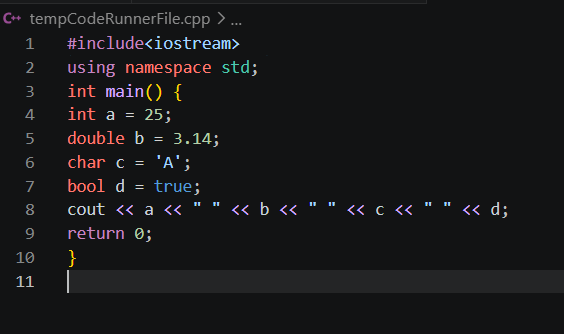 C++ tempCodeRunnerFile.cpp > ...
1 #include<iostream>
2 using namespace std;
3 int main() {
4 int a = 25;
5 double b = 3.14;
6 char c = 'A';
7 bool d = true;
8 cout << a << " " << b << " " << c << " " << d;
9 return 0;
10 }
11